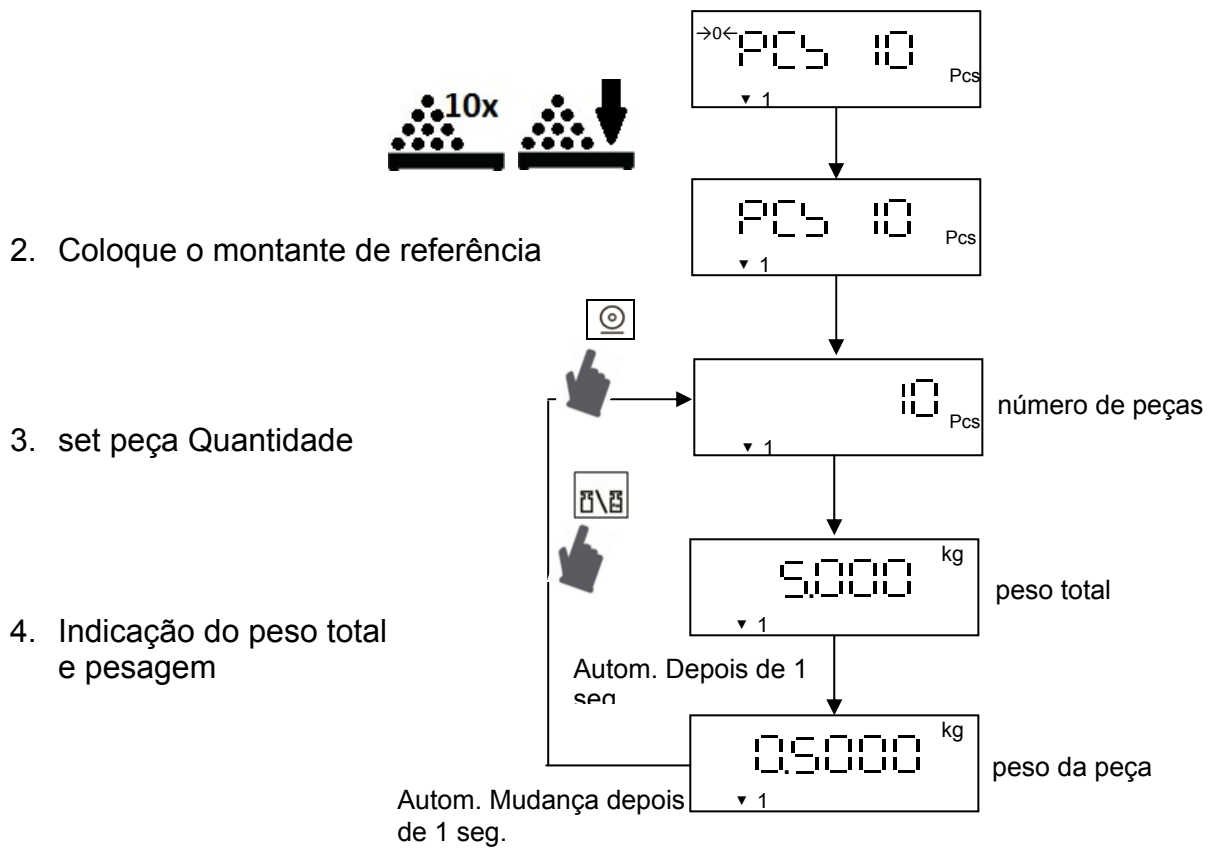 →0← PCS 10 Pcs
▼ 1
10x
PCS 10 Pcs
▼ 1
2. Coloque o montante de referência
10 Pcs
▼ 1
número de peças
3. set peça Quantidade
5.000 kg
▼ 1
peso total
4. Indicação do peso total
e pesagem
Autom. Depois de 1
seg
0.5000 kg
▼ 1
peso da peça
Autom. Mudança depois
de 1 seg.